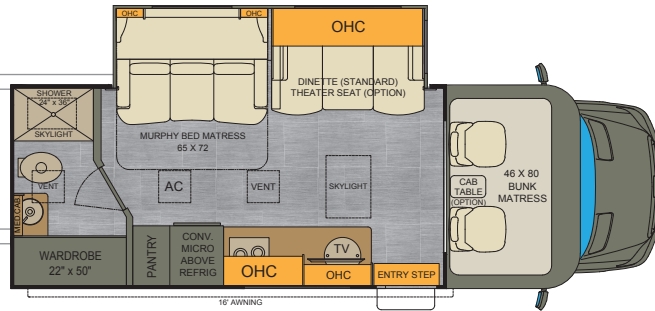 OHC
OHC
OHC
DINETTE (STANDARD)
THEATER SEAT (OPTION)
SHOWER
24" x 36"
SKYLIGHT
MURPHY BED MATRESS
65 X 72
VENT
AC
VENT
SKYLIGHT
CAB
TABLE
(OPTION)
46 X 80
BUNK
MATRESS
MED CAB
WARDROBE
22" x 50"
PANTRY
CONV.
MICRO
ABOVE
REFRIG
TV
OHC
OHC
ENTRY STEP
16' AWNING